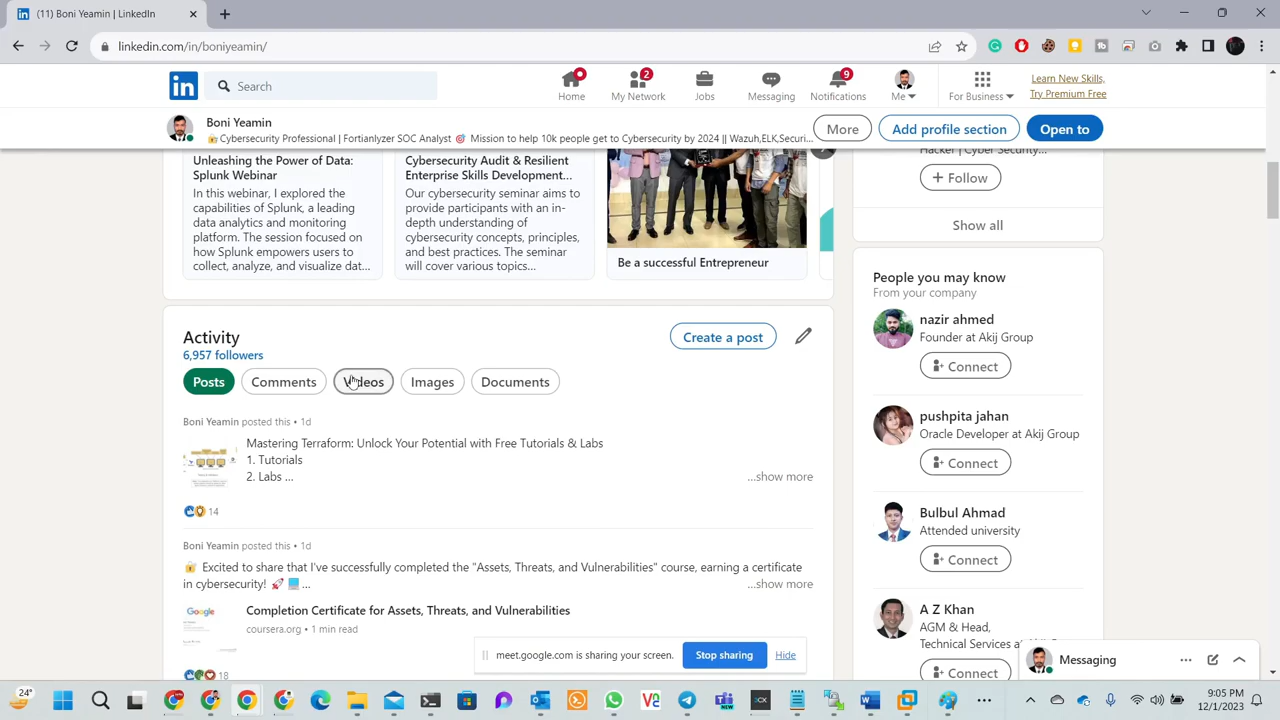 (11) Boni Yeamin | LinkedIn
linkedin.com/in/boniyeamin/
in
Search
Home
2
My Network
Jobs
Messaging
9
Notifications
Me
For Business
Learn New Skills,
Try Premium Free
Boni Yeamin
Cybersecurity Professional | Fortianlyzer SOC Analyst 🎯 Mission to help 10k people get to Cybersecurity by 2024 || Wazuh,ELK,Securi...
More
Add profile section
Open to
Unleashing the Power of Data:
Splunk Webinar
In this webinar, I explored the
capabilities of Splunk, a leading
data analytics and monitoring
platform. The session focused on
how Splunk empowers users to
collect, analyze, and visualize dat...
Cybersecurity Audit & Resilient
Enterprise Skills Development...
Our cybersecurity seminar aims to
provide participants with an in-
depth understanding of
cybersecurity concepts, principles,
and best practices. The seminar
will cover various topics...
Be a successful Entrepreneur
Hacker | Cyber Security...
+ Follow
Show all
Activity
6,957 followers
Create a post
Posts
Comments
Videos
Images
Documents
Boni Yeamin posted this • 1d
Mastering Terraform: Unlock Your Potential with Free Tutorials & Labs
1. Tutorials
2. Labs ...
...show more
14
Boni Yeamin posted this • 1d
Excited to share that I've successfully completed the "Assets, Threats, and Vulnerabilities" course, earning a certificate
in cybersecurity! 🚀 📘 ...
...show more
Google
Completion Certificate for Assets, Threats, and Vulnerabilities
coursera.org • 1 min read
18
People you may know
From your company
nazir ahmed
Founder at Akij Group
Connect
pushpita jahan
Oracle Developer at Akij Group
Connect
Bulbul Ahmad
Attended university
Connect
A Z Khan
AGM & Head,
Technical Services at
Connect
meet.google.com is sharing your screen.
Stop sharing
Hide
Messaging
24°
9:05 PM
12/1/2023